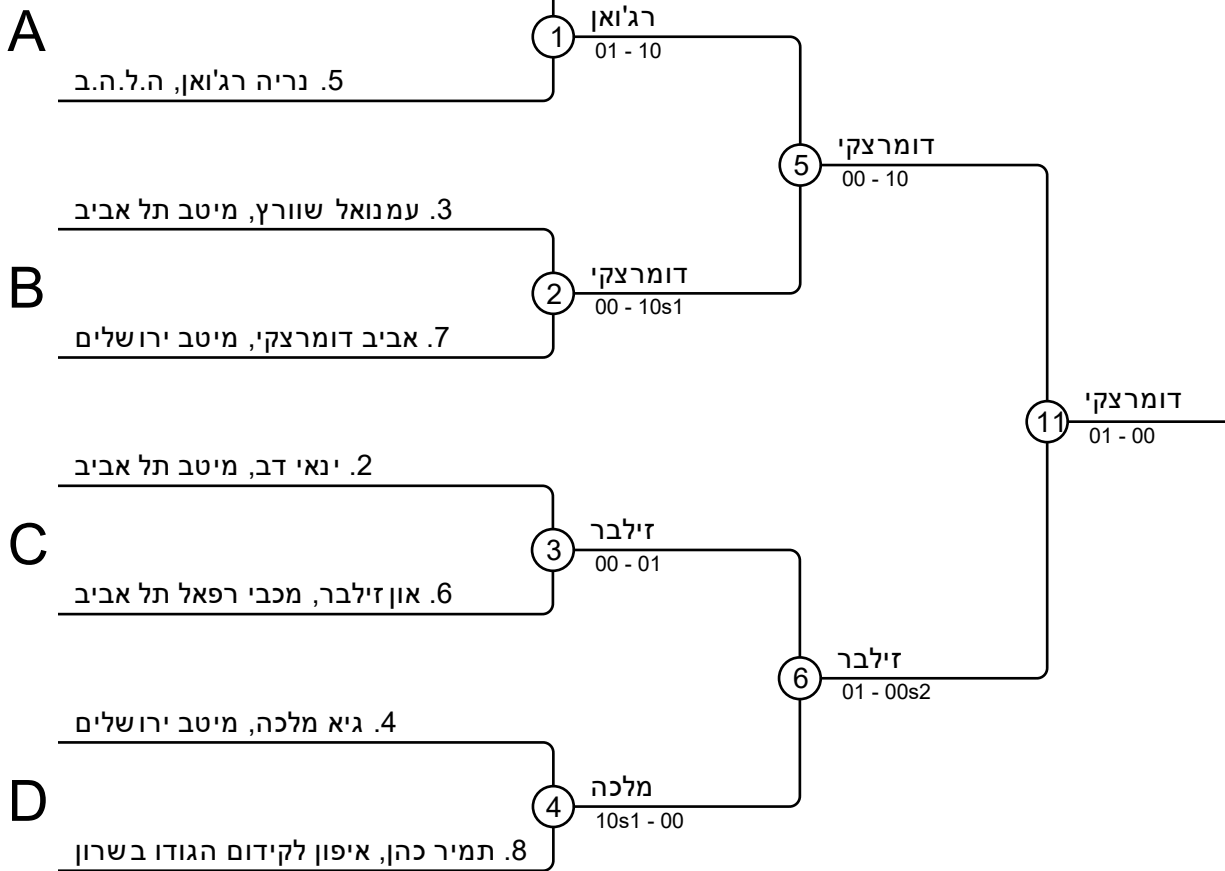 A
1
רג'ואן
01 - 10
5. נריה רג'ואן, ה.ל.ה.ב
5
דומרצקי
00 - 10
3. עמנואל שוורץ, מיטב תל אביב
B
2
דומרצקי
00 - 10s1
7. אביב דומרצקי, מיטב ירושלים
11
דומרצקי
01 - 00
2. ינאי דב, מיטב תל אביב
C
3
זילבר
00 - 01
6. און זילבר, מכבי רפאל תל אביב
6
זילבר
01 - 00s2
4. גיא מלכה, מיטב ירושלים
D
4
מלכה
10s1 - 00
8. תמיר כהן, איפון לקידום הגודו בשרון